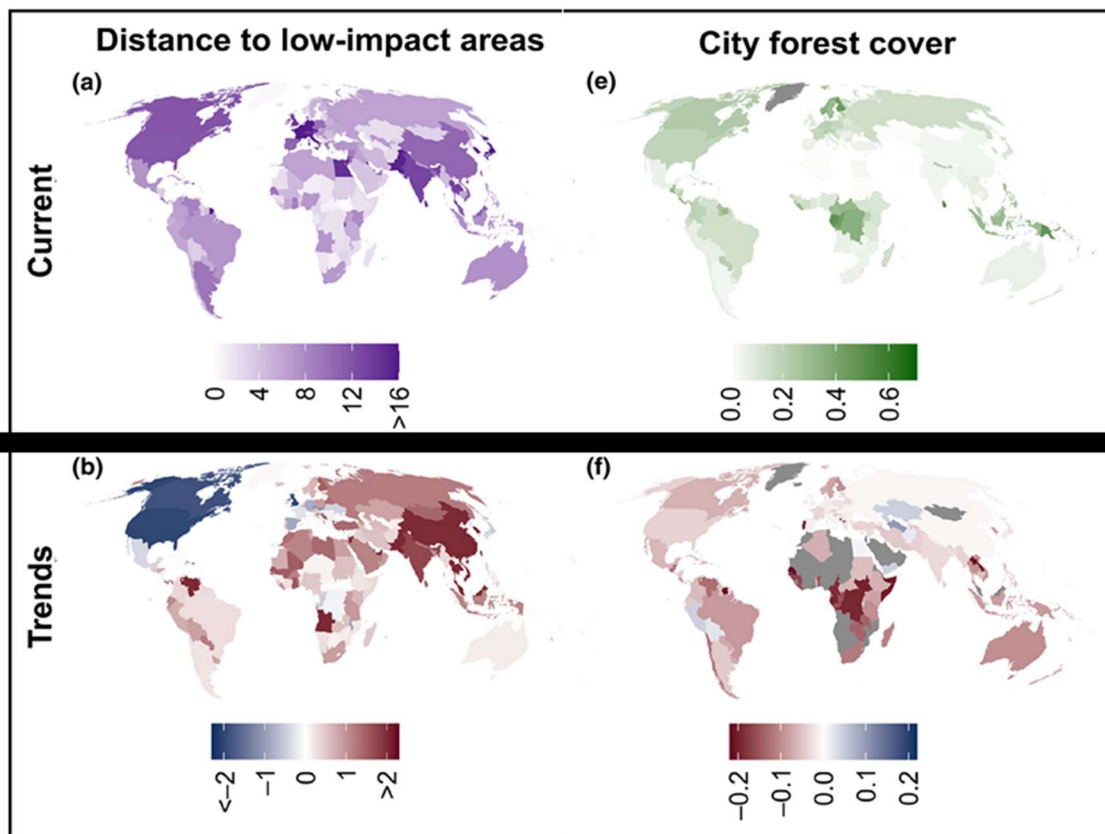 Distance to low-impact areas
City forest cover
(a)
(e)
Current
0
4
8
12
>16
0.0
0.2
0.4
0.6
(b)
(f)
Trends
<−2
−1
0
1
>2
−0.2
−0.1
0.0
0.1
0.2